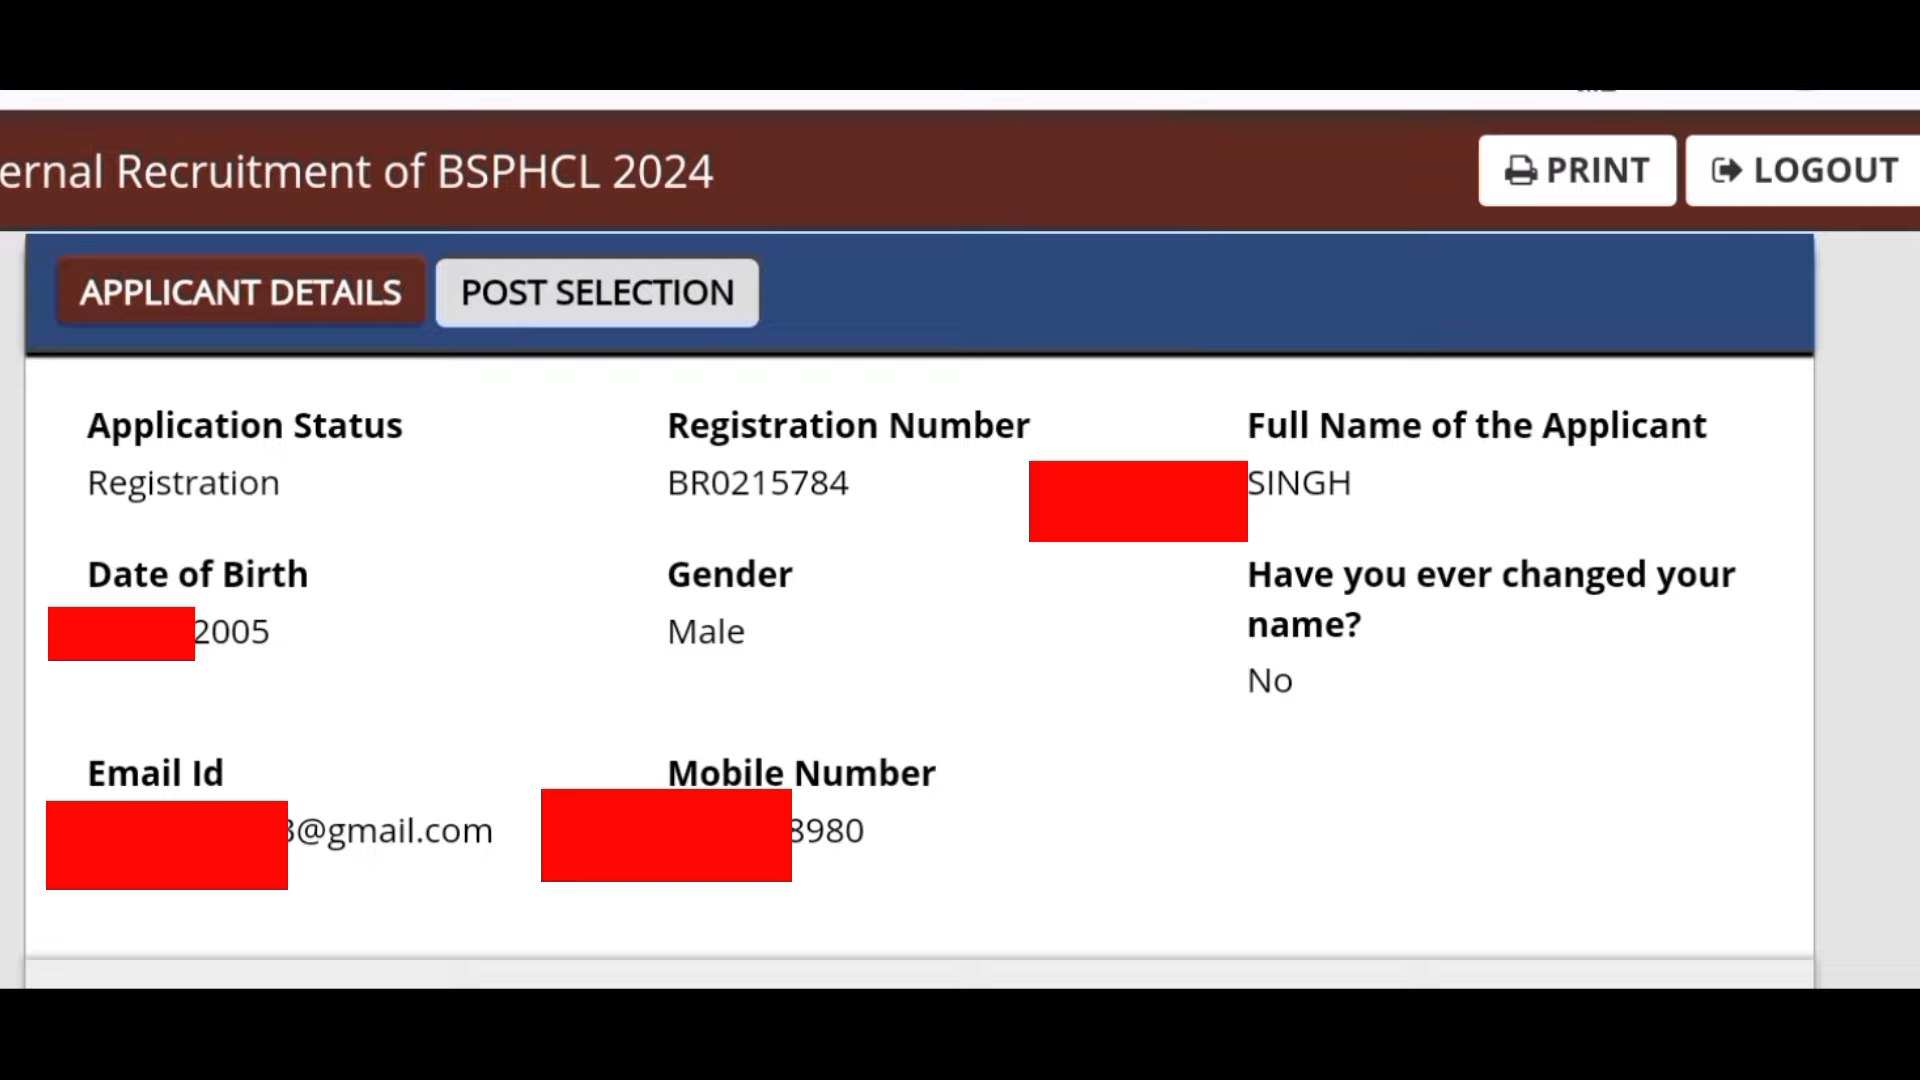 ernal Recruitment of BSPHCL 2024
PRINT
LOGOUT
APPLICANT DETAILS
POST SELECTION
Application Status
Registration
Registration Number
BR0215784
Full Name of the Applicant
SINGH
Date of Birth
2005
Gender
Male
Have you ever changed your
name?
No
Email Id
3@gmail.com
Mobile Number
8980